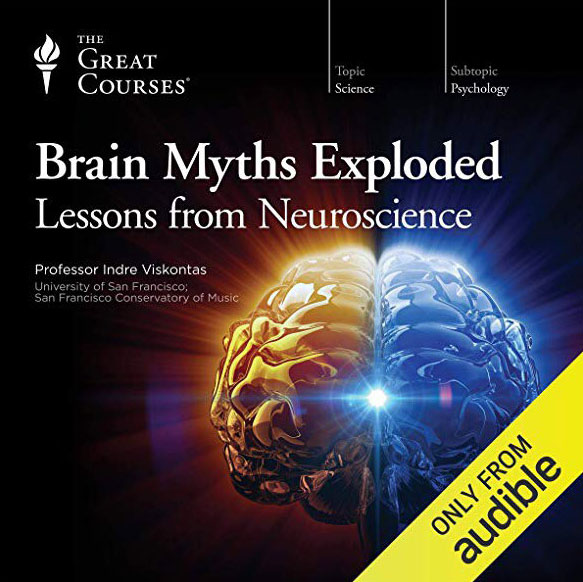 THE
GREAT
COURSES®
Topic
Science
Subtopic
Psychology
Brain Myths Exploded
Lessons from Neuroscience
Professor Indre Viskontas
University of San Francisco;
San Francisco Conservatory of Music
ONLY FROM
audible